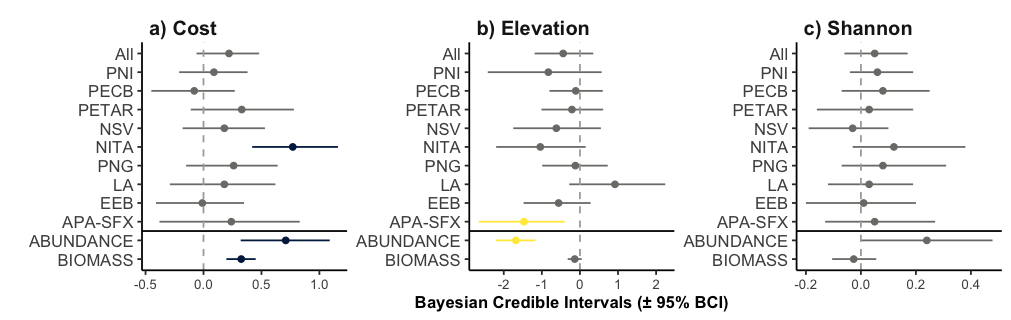 a) Cost
All
PNI
PECB
PETAR
NSV
NITA
PNG
LA
EEB
APA-SFX
ABUNDANCE
BIOMASS
-0.5 0.0 0.5 1.0
b) Elevation
All
PNI
PECB
PETAR
NSV
NITA
PNG
LA
EEB
APA-SFX
ABUNDANCE
BIOMASS
-2 -1 0 1 2
c) Shannon
All
PNI
PECB
PETAR
NSV
NITA
PNG
LA
EEB
APA-SFX
ABUNDANCE
BIOMASS
-0.2 0.0 0.2 0.4
Bayesian Credible Intervals (± 95% BCI)